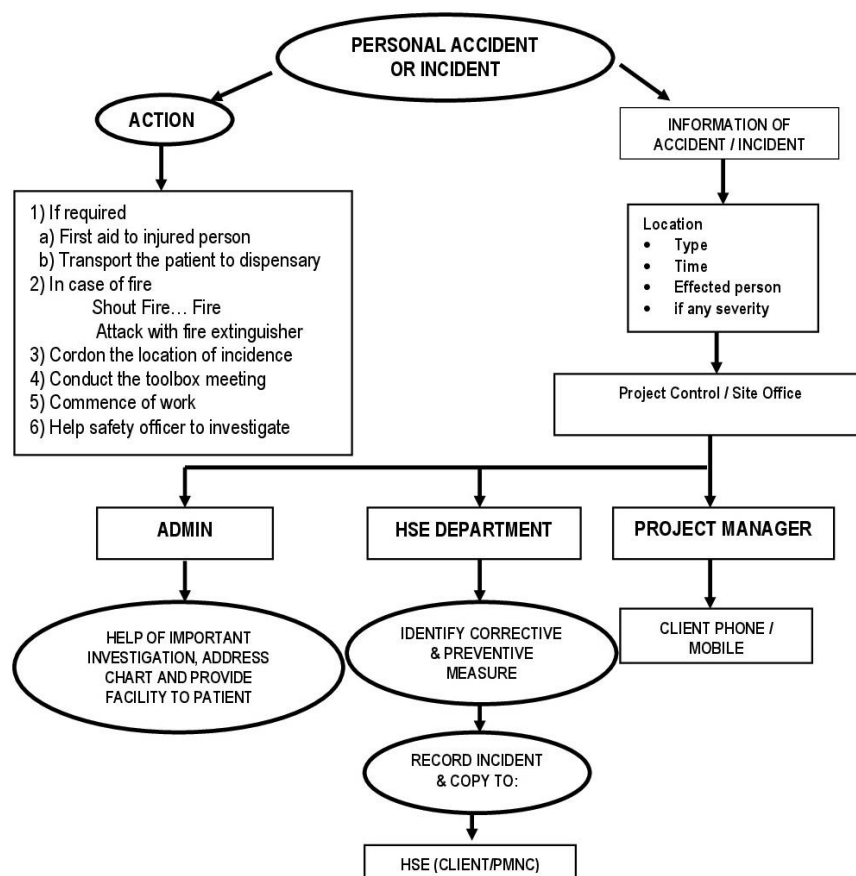 PERSONAL ACCIDENT
OR INCIDENT
ACTION
INFORMATION OF
ACCIDENT / INCIDENT
1) If required
a) First aid to injured person
b) Transport the patient to dispensary
2) In case of fire
Shout Fire… Fire
Attack with fire extinguisher
3) Cordon the location of incidence
4) Conduct the toolbox meeting
5) Commence of work
6) Help safety officer to investigate
Location
• Type
• Time
• Effected person
• if any severity
Project Control / Site Office
ADMIN
HSE DEPARTMENT
PROJECT MANAGER
HELP OF IMPORTANT
INVESTIGATION, ADDRESS
CHART AND PROVIDE
FACILITY TO PATIENT
IDENTIFY CORRECTIVE
& PREVENTIVE
MEASURE
CLIENT PHONE /
MOBILE
RECORD INCIDENT
& COPY TO:
HSE (CLIENT/PMNC)